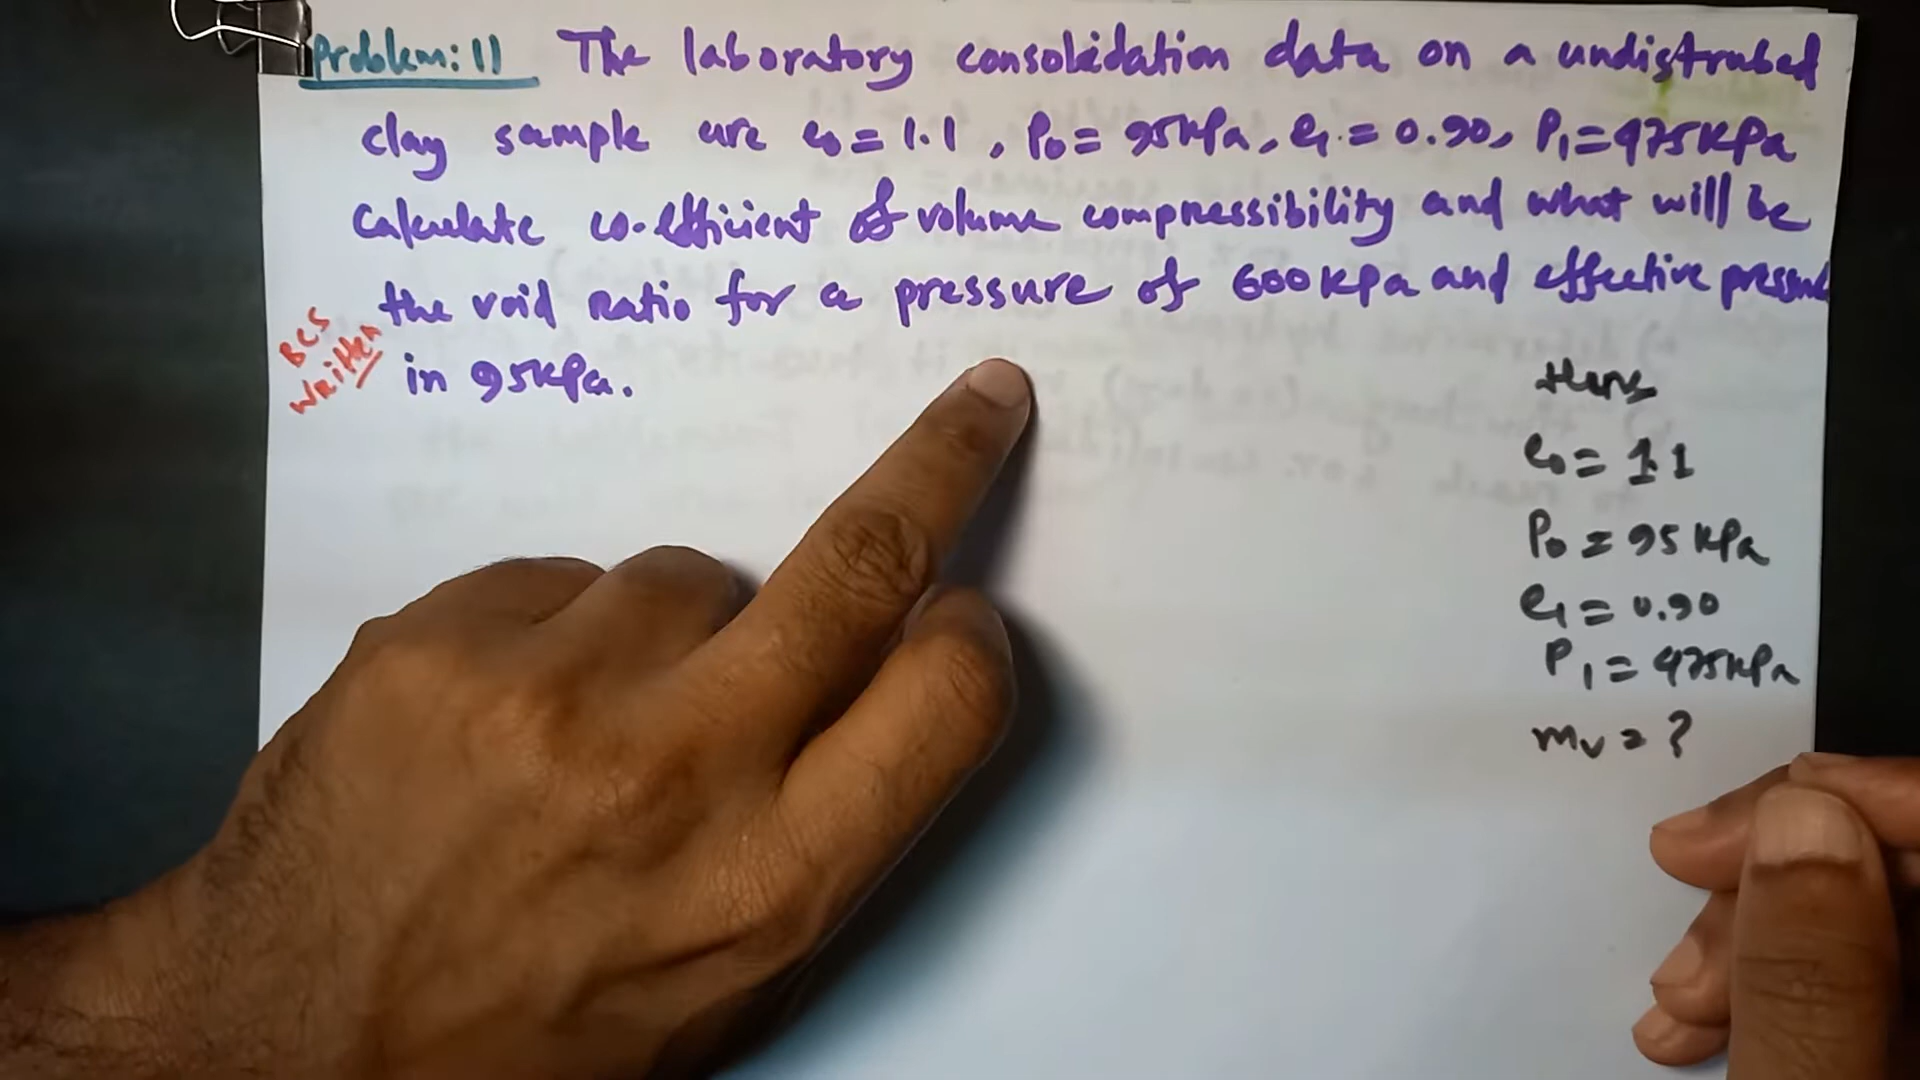 Problem: 11 The laboratory consolidation data on a undistrubed
clay sample are e0 = 1.1, P0 = 95kPa, e1 = 0.90, P1 = 475kPa
Calculate co-efficient of volume compressibility and what will be
the void ratio for a pressure of 600kPa and effective pressure
in 95kPa.
BCS
Written
Here
e0 = 1.1
P0 = 95 kPa
e1 = 0.90
P1 = 475kPa
mv = ?